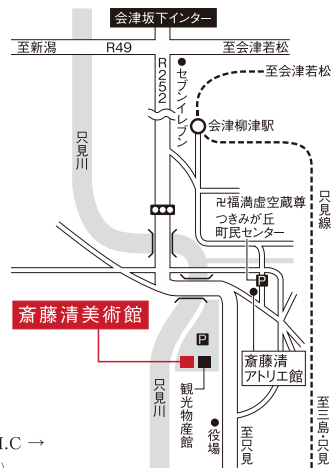 会津坂下インター
至新潟
R49
至会津若松
R252
セブンイレブン
至会津若松
会津柳津駅
只見川
只見線
卍福満虚空蔵尊
つきみが丘
町民センター
P
斎藤清美術館
P
斎藤清
アトリエ館
只見川
観光物産館
役場
至只見
至三島・只見
I.C →